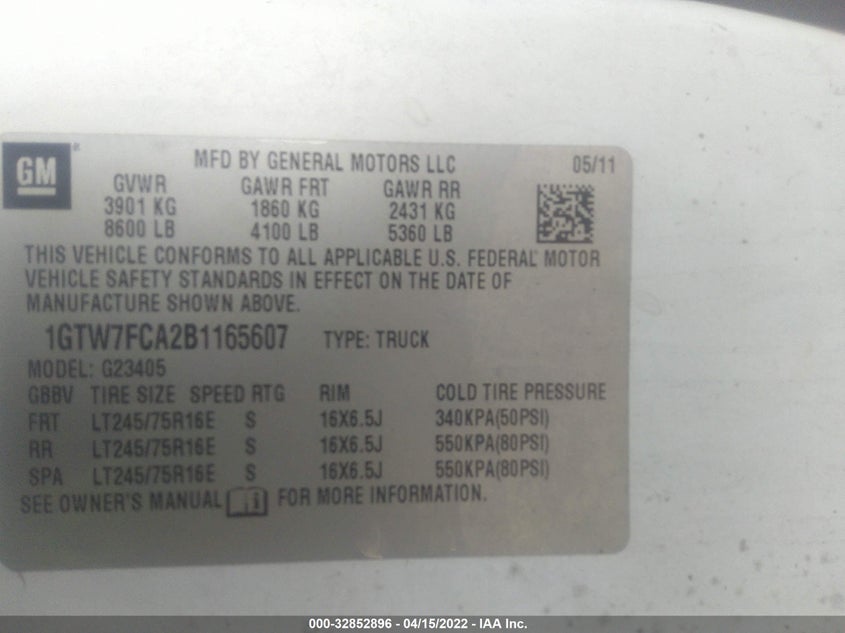 GM ®
MFD BY GENERAL MOTORS LLC 05/11
GVWR GAWR FRT GAWR RR
3901 KG 1860 KG 2431 KG
8600 LB 4100 LB 5360 LB
THIS VEHICLE CONFORMS TO ALL APPLICABLE U.S. FEDERAL MOTOR
VEHICLE SAFETY STANDARDS IN EFFECT ON THE DATE OF
MANUFACTURE SHOWN ABOVE.
1GTW7FCA2B1165607 TYPE: TRUCK
MODEL: G23405
GBBV TIRE SIZE SPEED RTG RIM COLD TIRE PRESSURE
FRT LT245/75R16E S 16X6.5J 340KPA(50PSI)
RR LT245/75R16E S 16X6.5J 550KPA(80PSI)
SPA LT245/75R16E S 16X6.5J 550KPA(80PSI)
SEE OWNER'S MANUAL FOR MORE INFORMATION.
000-32852896 - 04/15/2022 - IAA Inc.